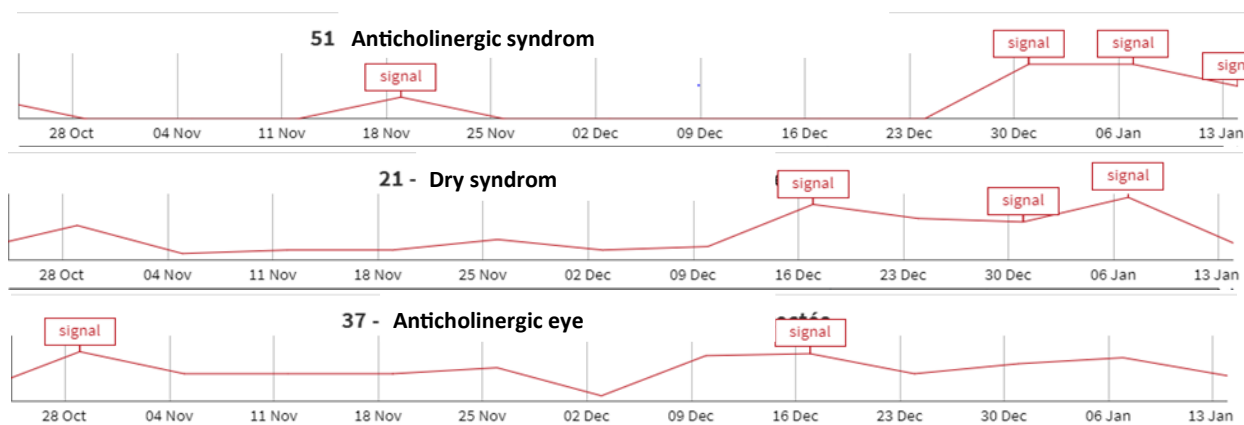 51 Anticholinergic syndrom
signal
signal
signal
28 Oct 04 Nov 11 Nov 18 Nov 25 Nov 02 Dec 09 Dec 16 Dec 23 Dec 30 Dec 06 Jan 13 Jan
21 - Dry syndrom
signal
signal
signal
28 Oct 04 Nov 11 Nov 18 Nov 25 Nov 02 Dec 09 Dec 16 Dec 23 Dec 30 Dec 06 Jan 13 Jan
37 - Anticholinergic eye
signal
signal
28 Oct 04 Nov 11 Nov 18 Nov 25 Nov 02 Dec 09 Dec 16 Dec 23 Dec 30 Dec 06 Jan 13 Jan